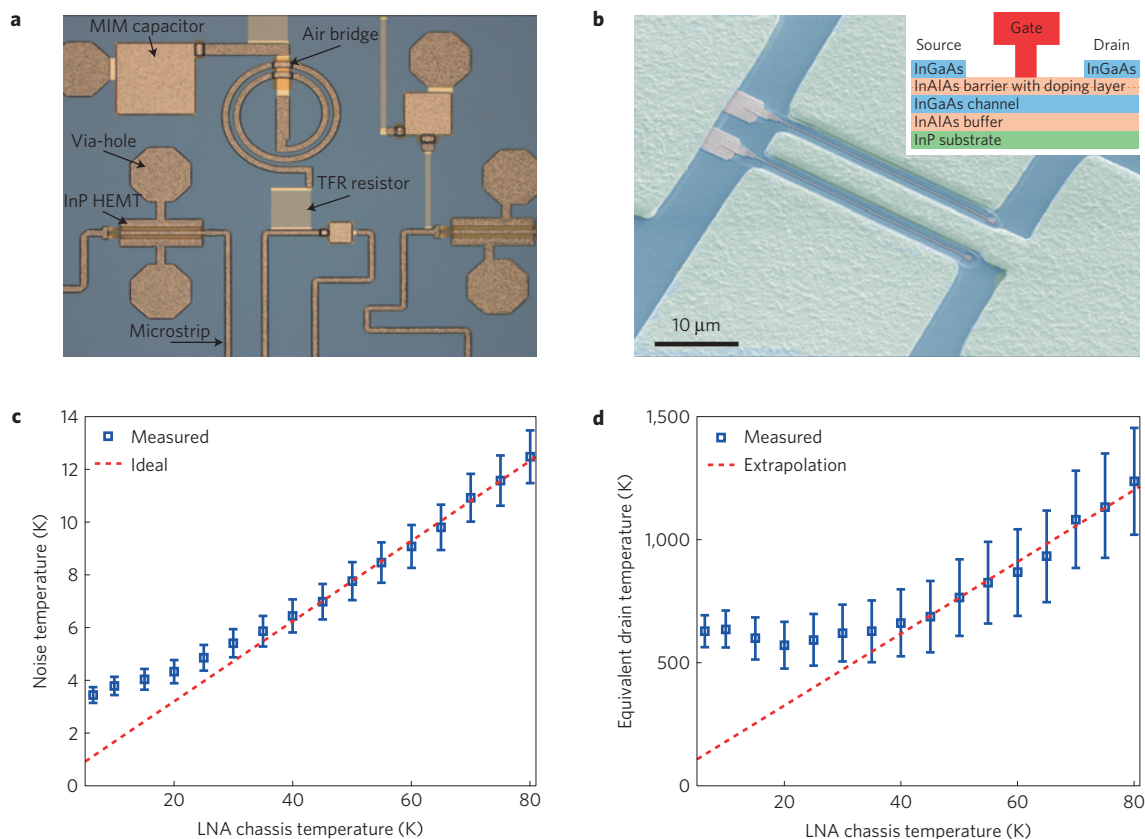 a
MIM capacitor
Air bridge
Via-hole
InP HEMT
TFR resistor
Microstrip
b
Gate
Source
Drain
InGaAs
InGaAs
InAlAs barrier with doping layer
InGaAs channel
InAlAs buffer
InP substrate
10 µm
c
Measured
Ideal
Noise temperature (K)
14
12
10
8
6
4
2
0
20
40
60
80
LNA chassis temperature (K)
d
Measured
Extrapolation
Equivalent drain temperature (K)
1,500
1,000
500
0
20
40
60
80
LNA chassis temperature (K)